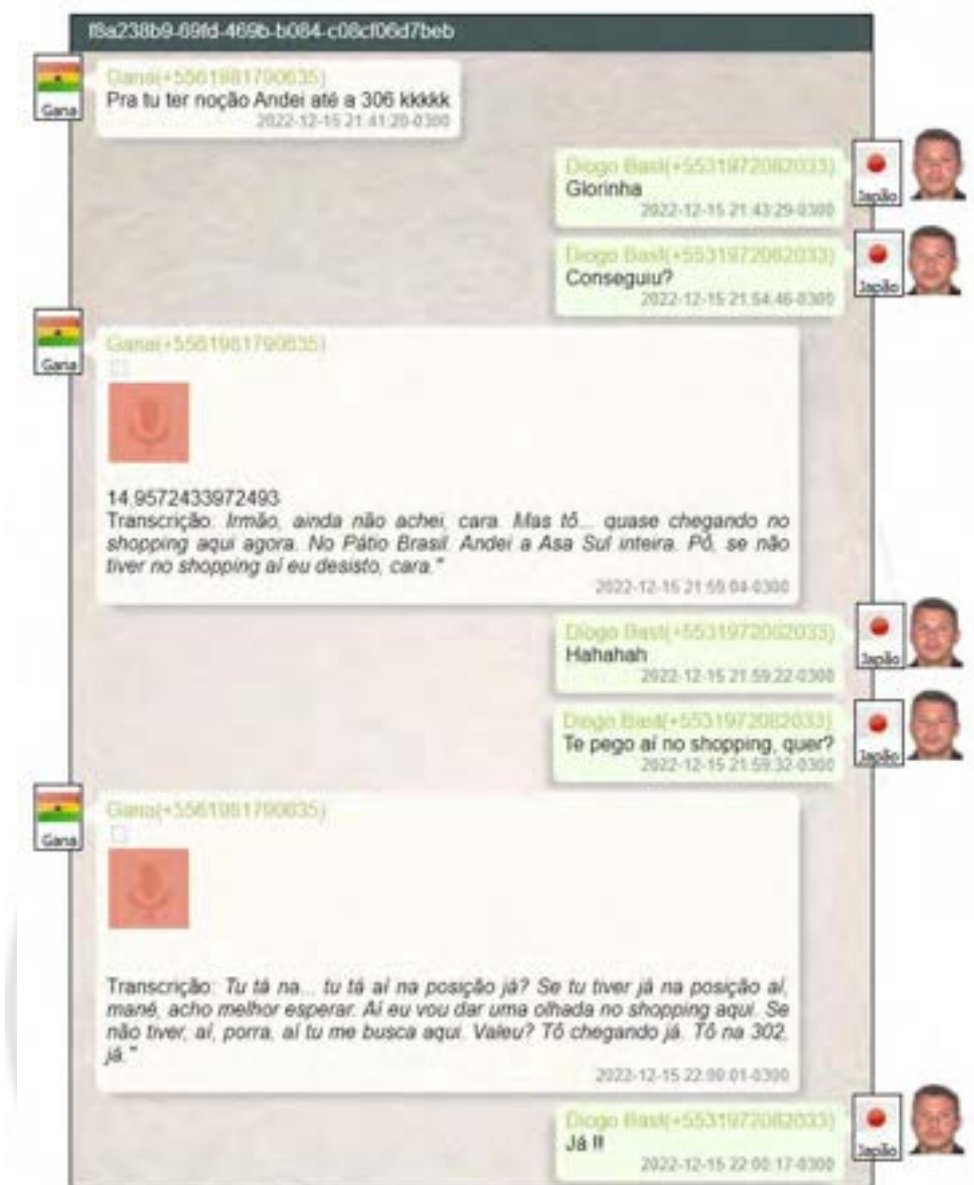 f8a238b9-69fd-469b-b084-c08cf06d7beb
Gana
Gana(+5561981790635)
Pra tu ter noção Andei até a 306 kkkkk
2022-12-15 21:41:20-0300
Diogo Bast(+5531972082033)
Glorinha
2022-12-15 21:43:29-0300
Japão
Diogo Bast(+5531972082033)
Conseguiu?
2022-12-15 21:54:46-0300
Japão
Gana
Gana(+5561981790635)
14.9572433972493
Transcrição: Irmão, ainda não achei, cara. Mas tô... quase chegando no
shopping aqui agora. No Pátio Brasil. Andei a Asa Sul inteira. Pô, se não
tiver no shopping aí eu desisto, cara."
2022-12-15 21:59:04-0300
Diogo Bast(+5531972082033)
Hahahah
2022-12-15 21:59:22-0300
Japão
Diogo Bast(+5531972082033)
Te pego aí no shopping, quer?
2022-12-15 21:59:32-0300
Japão
Gana
Gana(+5561981790635)
Transcrição: Tu tá na... tu tá aí na posição já? Se tu tiver já na posição aí,
mané, acho melhor esperar. Aí eu vou dar uma olhada no shopping aqui. Se
não tiver, aí, porra, aí tu me busca aqui. Valeu? Tô chegando já. Tô na 302,
já."
2022-12-15 22:00:01-0300
Diogo Bast(+5531972082033)
Já !!
2022-12-15 22:00:17-0300
Japão